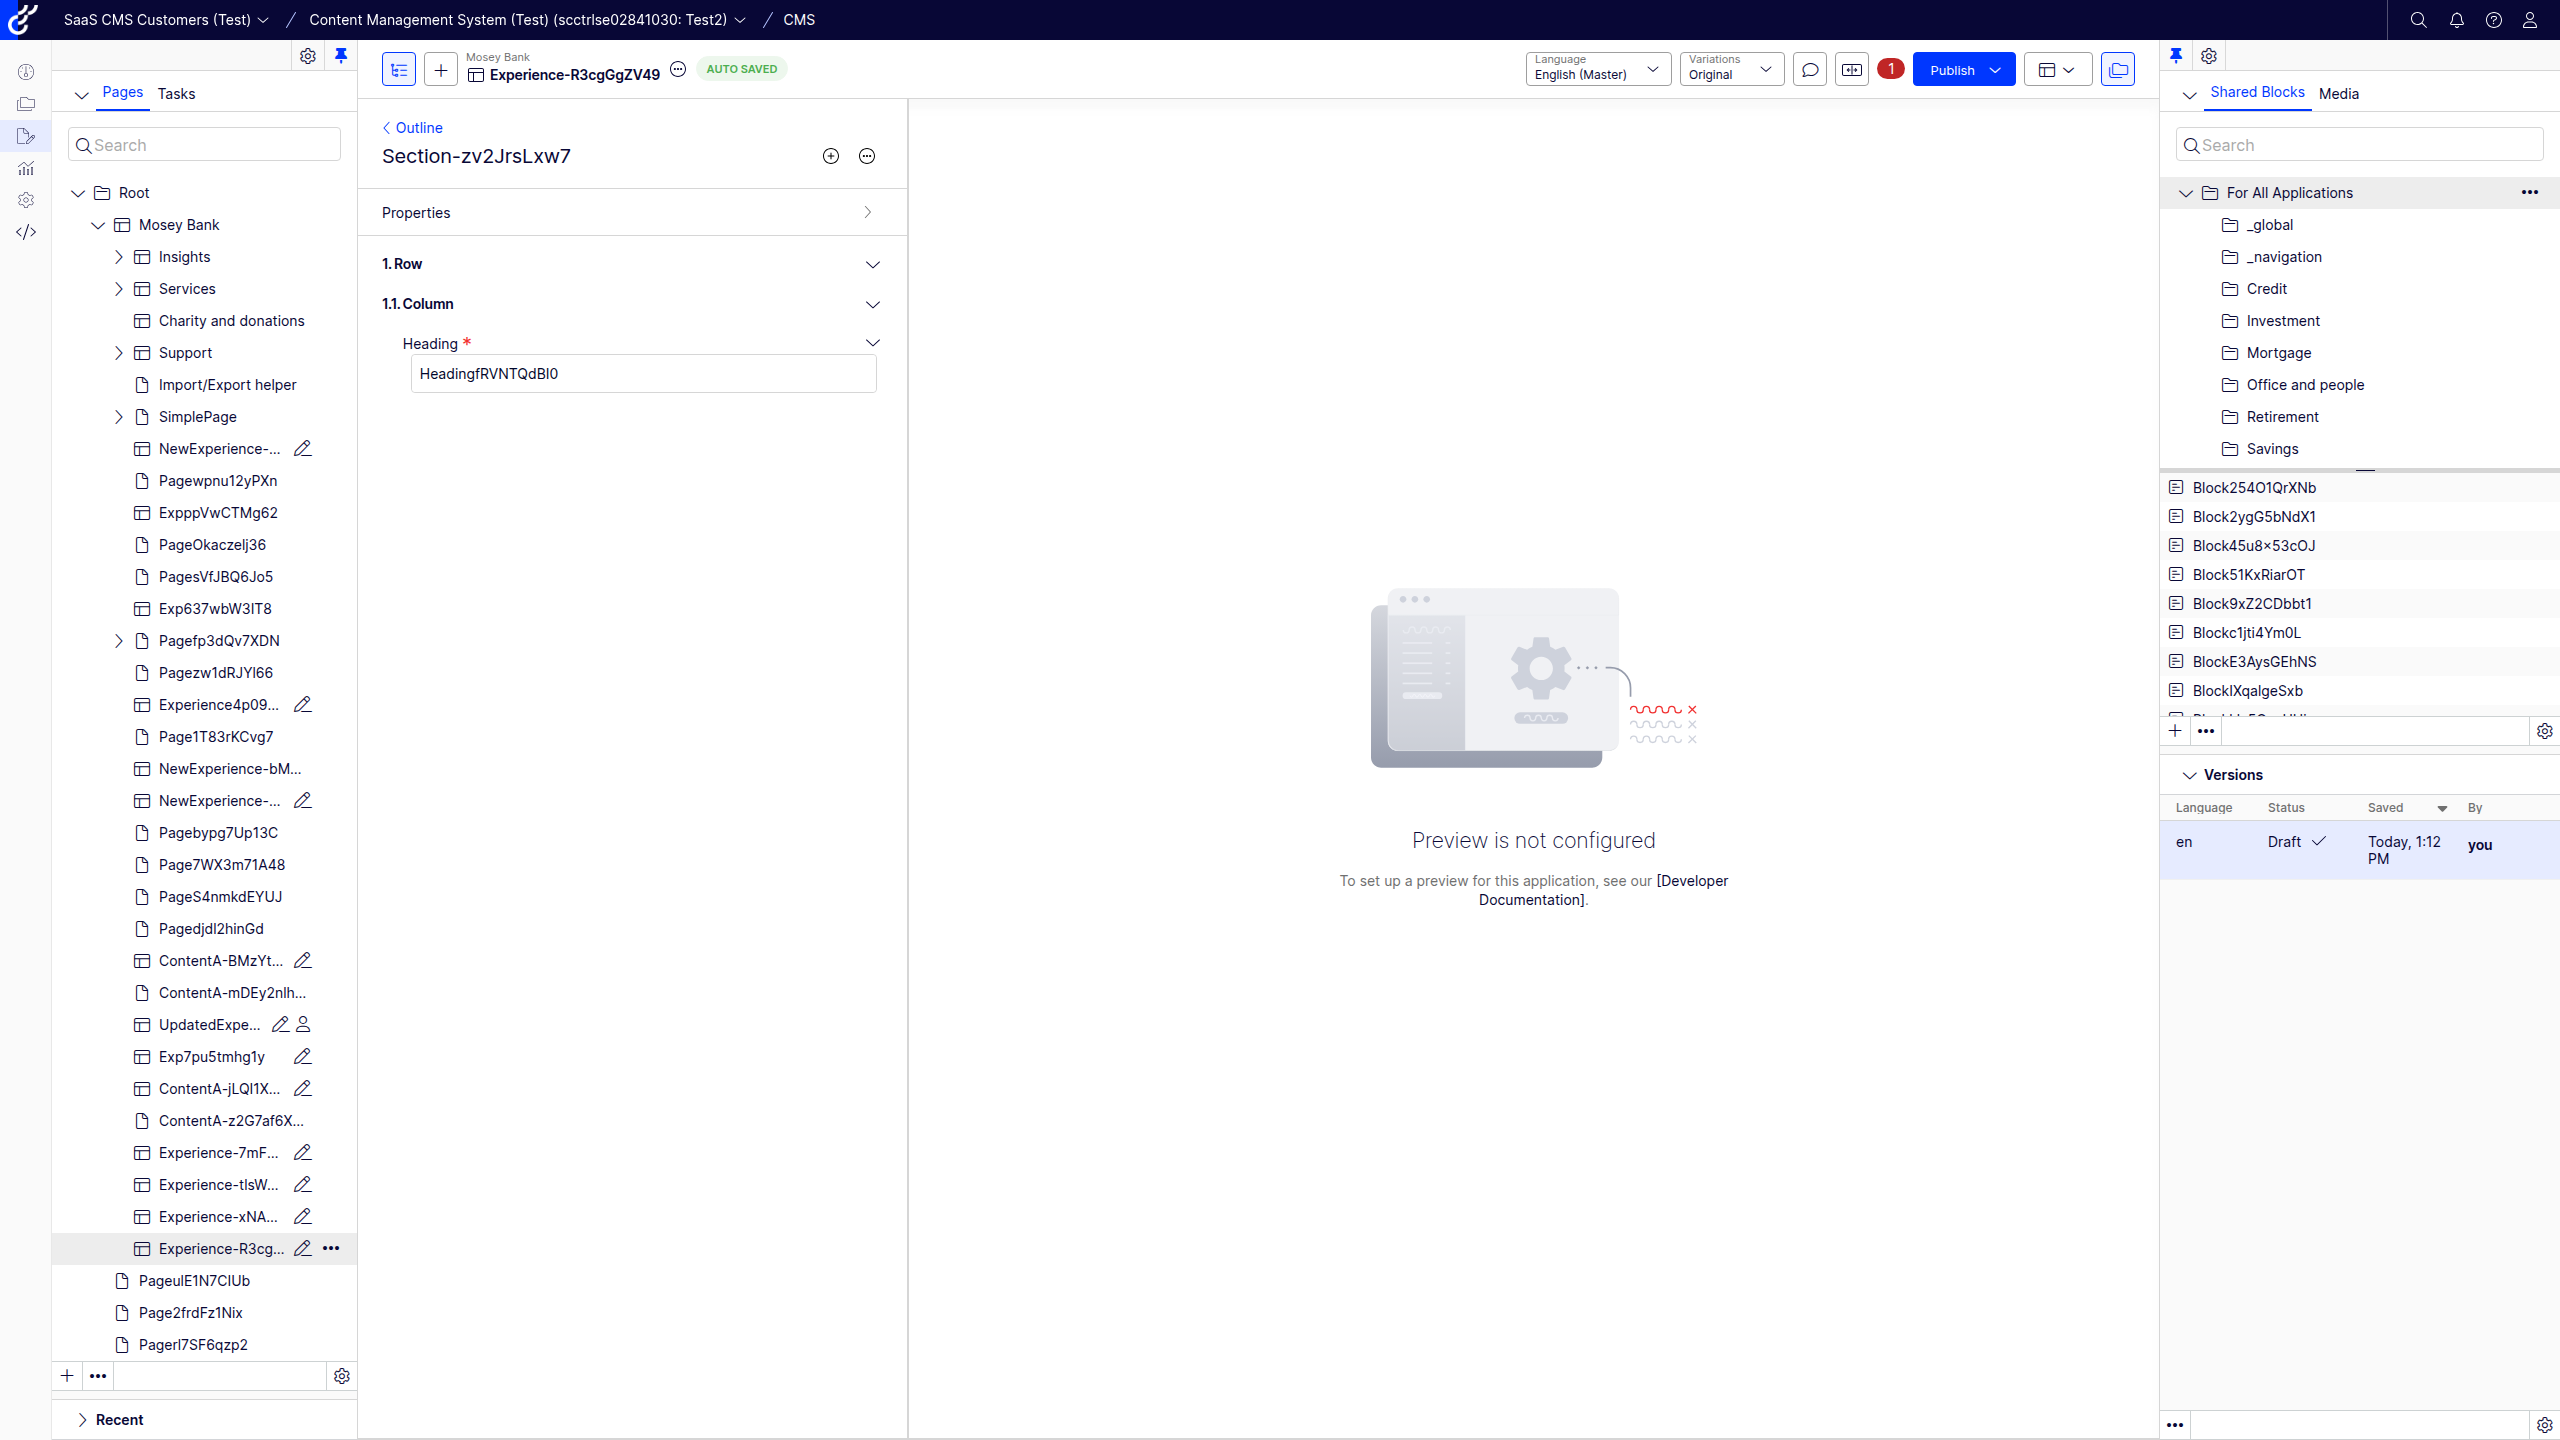 SaaS CMS Customers (Test) / Content Management System (Test) (scctrlse02841030: Test2) / CMS
Pages Tasks
Search
Root
Mosey Bank
Insights
Services
Charity and donations
Support
Import/Export helper
SimplePage
NewExperience-...
Pagewpnu12yPXn
ExpppVwCTMg62
PageOkaczelj36
PagesVfJBQ6Jo5
Exp637wbW3IT8
Pagefp3dQv7XDN
Pagezw1dRJYl66
Experience4p09...
Page1T83rKCvg7
NewExperience-bM...
NewExperience-...
Pagebypg7Up13C
Page7WX3m71A48
PageS4nmkdEYUJ
Pagedjdl2hinGd
ContentA-BMzYt...
ContentA-mDEy2nlh...
UpdatedExpe...
Exp7pu5tmhg1y
ContentA-jLQI1X...
ContentA-z2G7af6X...
Experience-7mF...
Experience-tlsW...
Experience-xNA...
Experience-R3cg...
PageulE1N7CIUb
Page2frdFz1Nix
Pagerl7SF6qzp2
Recent
Mosey Bank
Experience-R3cgGgZV49
AUTO SAVED
Language
English (Master)
Variations
Original
1
Publish
Outline
Section-zv2JrsLxw7
Properties
1. Row
1.1. Column
Heading *
HeadingfRVNTQdBI0
Preview is not configured
To set up a preview for this application, see our [Developer
Documentation].
Shared Blocks Media
Search
For All Applications
_global
_navigation
Credit
Investment
Mortgage
Office and people
Retirement
Savings
Block254O1QrXNb
Block2ygG5bNdX1
Block45u8×53cOJ
Block51KxRiarOT
Block9xZ2CDbbt1
Blockc1jti4Ym0L
BlockE3AysGEhNS
BlockIXqalgeSxb
Versions
Language Status Saved By
en Draft Today, 1:12 PM you